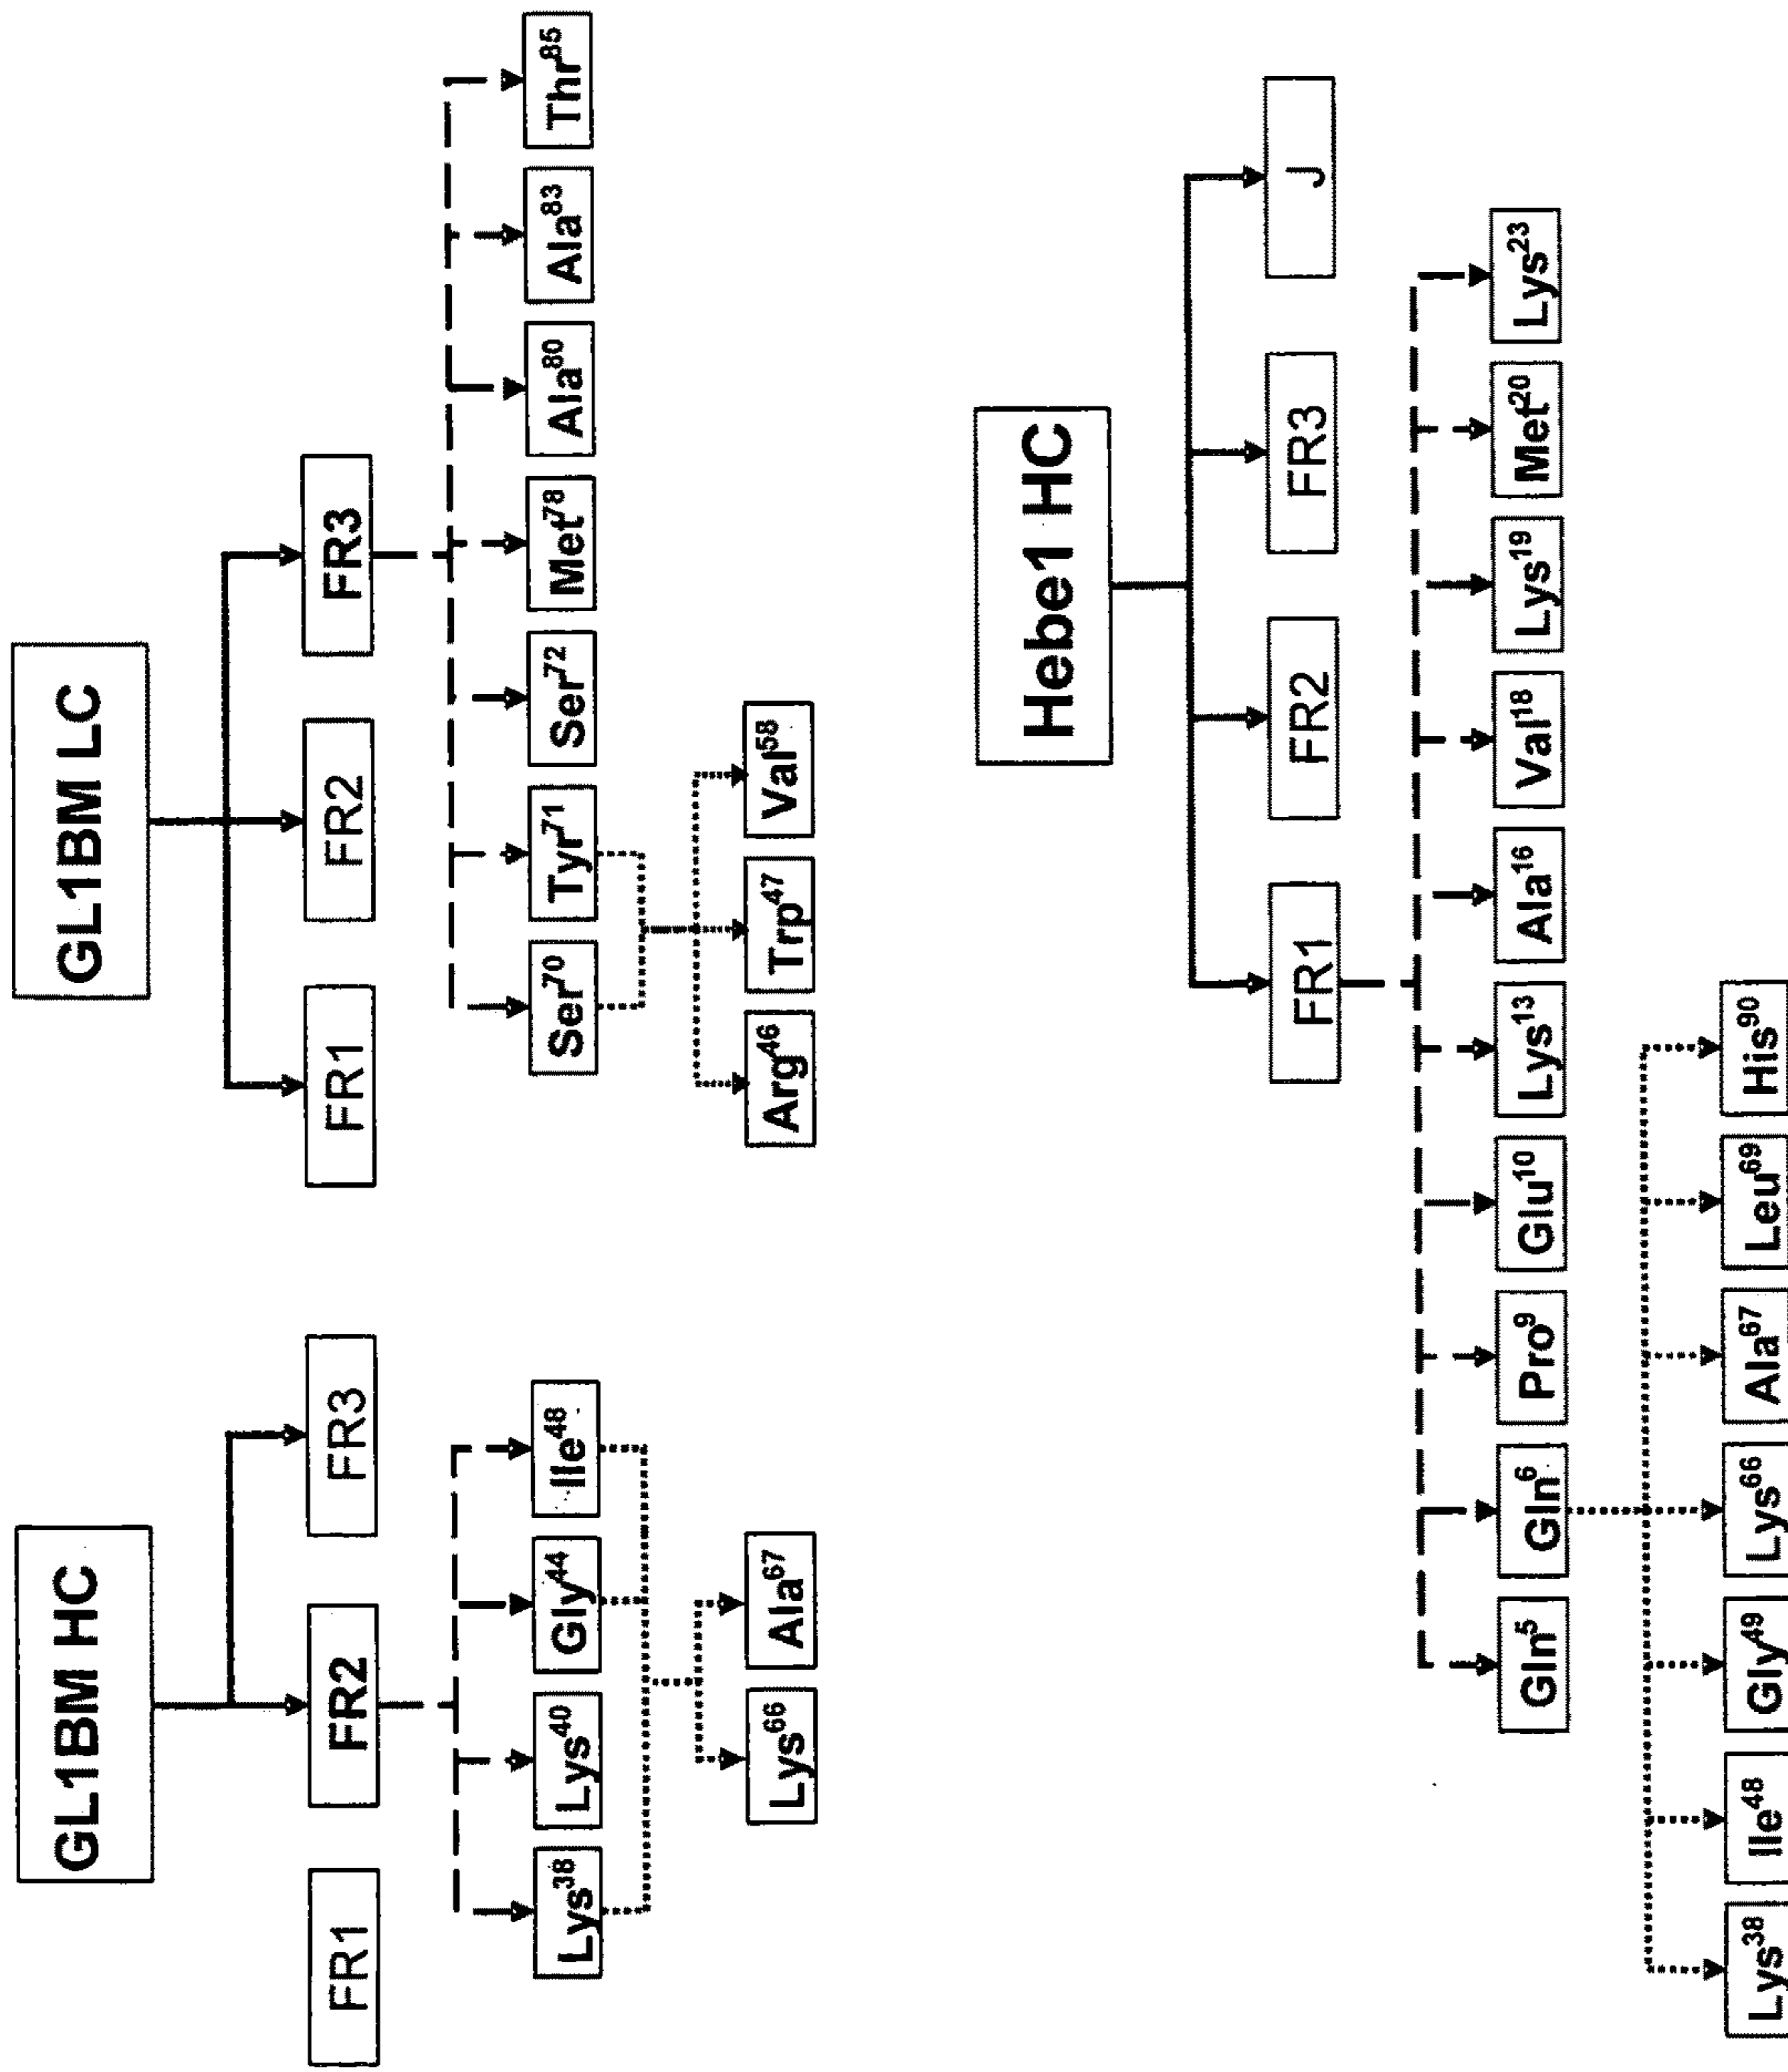 GL1BM HC
FR1 FR2 FR3
Lys³⁸ Lys⁴⁰ Gly⁴⁴ Ile⁴⁸
Lys⁶⁶ Ala⁶⁷
GL1BM LC
FR1 FR2 FR3
Ser⁷⁰ Tyr⁷¹ Ser⁷² Met⁷⁸ Ala⁸⁰ Ala⁸³ Thr⁸⁵
Arg⁴⁶ Trp⁴⁷ Val⁵⁸
Hebe1 HC
FR1 FR2 FR3 J
Gln⁵ Gln⁶ Pro⁹ Glu¹⁰ Lys¹³ Ala¹⁶ Val¹⁸ Lys¹⁹ Met²⁰ Lys²³
Lys³⁸ Ile⁴⁸ Gly⁴⁹ Lys⁶⁶ Ala⁶⁷ Leu⁶⁹ His⁹⁰